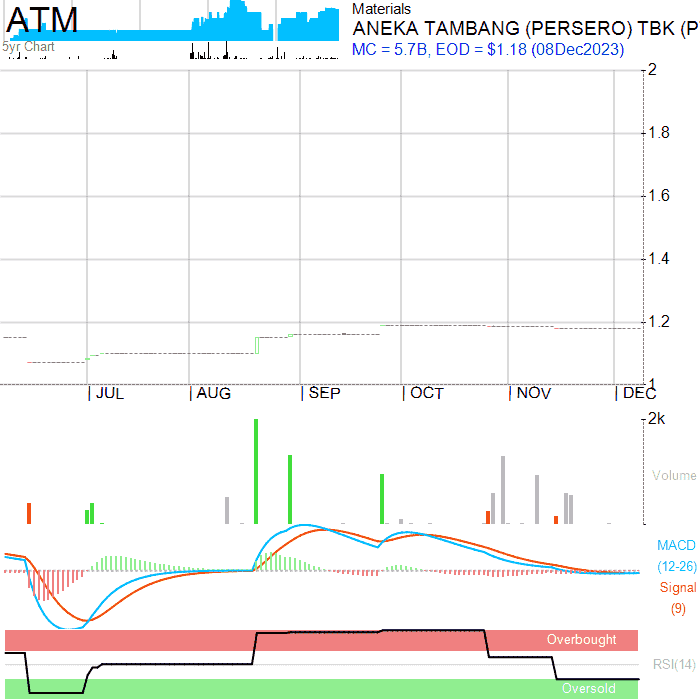 ATM
5yr Chart
Materials
ANEKA TAMBANG (PERSERO) TBK (P
MC = 5.7B, EOD = $1.18 (08Dec2023)
2
1.8
1.6
1.4
1.2
1
JUL AUG SEP OCT NOV DEC
2k
Volume
MACD
(12-26)
Signal
(9)
Overbought
RSI(14)
Oversold